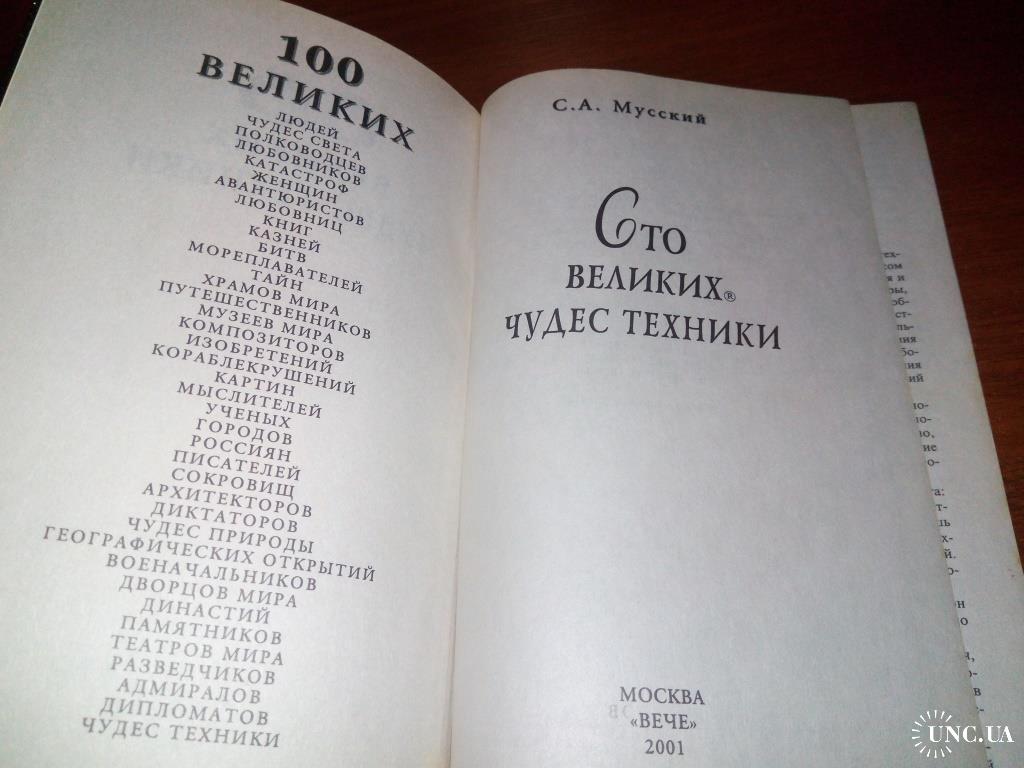 100
ВЕЛИКИХ
ЛЮДЕЙ
ЧУДЕС СВЕТА
ПОЛКОВОДЦЕВ
ЛЮБОВНИКОВ
КАТАСТРОФ
ЖЕНЩИН
АВАНТЮРИСТОВ
ЛЮБОВНИЦ
КНИГ
КАЗНЕЙ
БИТВ
МОРЕПЛАВАТЕЛЕЙ
ТАЙН
ХРАМОВ МИРА
ПУТЕШЕСТВЕННИКОВ
МУЗЕЕВ МИРА
КОМПОЗИТОРОВ
ИЗОБРЕТЕНИЙ
КОРАБЛЕКРУШЕНИЙ
КАРТИН
МЫСЛИТЕЛЕЙ
УЧЕНЫХ
ГОРОДОВ
РОССИЯН
ПИСАТЕЛЕЙ
СОКРОВИЩ
АРХИТЕКТОРОВ
ДИКТАТОРОВ
ЧУДЕС ПРИРОДЫ
ГЕОГРАФИЧЕСКИХ ОТКРЫТИЙ
ВОЕНАЧАЛЬНИКОВ
ДВОРЦОВ МИРА
ДИНАСТИЙ
ПАМЯТНИКОВ
ТЕАТРОВ МИРА
РАЗВЕДЧИКОВ
АДМИРАЛОВ
ДИПЛОМАТОВ
ЧУДЕС ТЕХНИКИ
С.А. Мусский
Сто
ВЕЛИКИХ®
ЧУДЕС ТЕХНИКИ
МОСКВА
«ВЕЧЕ»
2001
UNC.UA